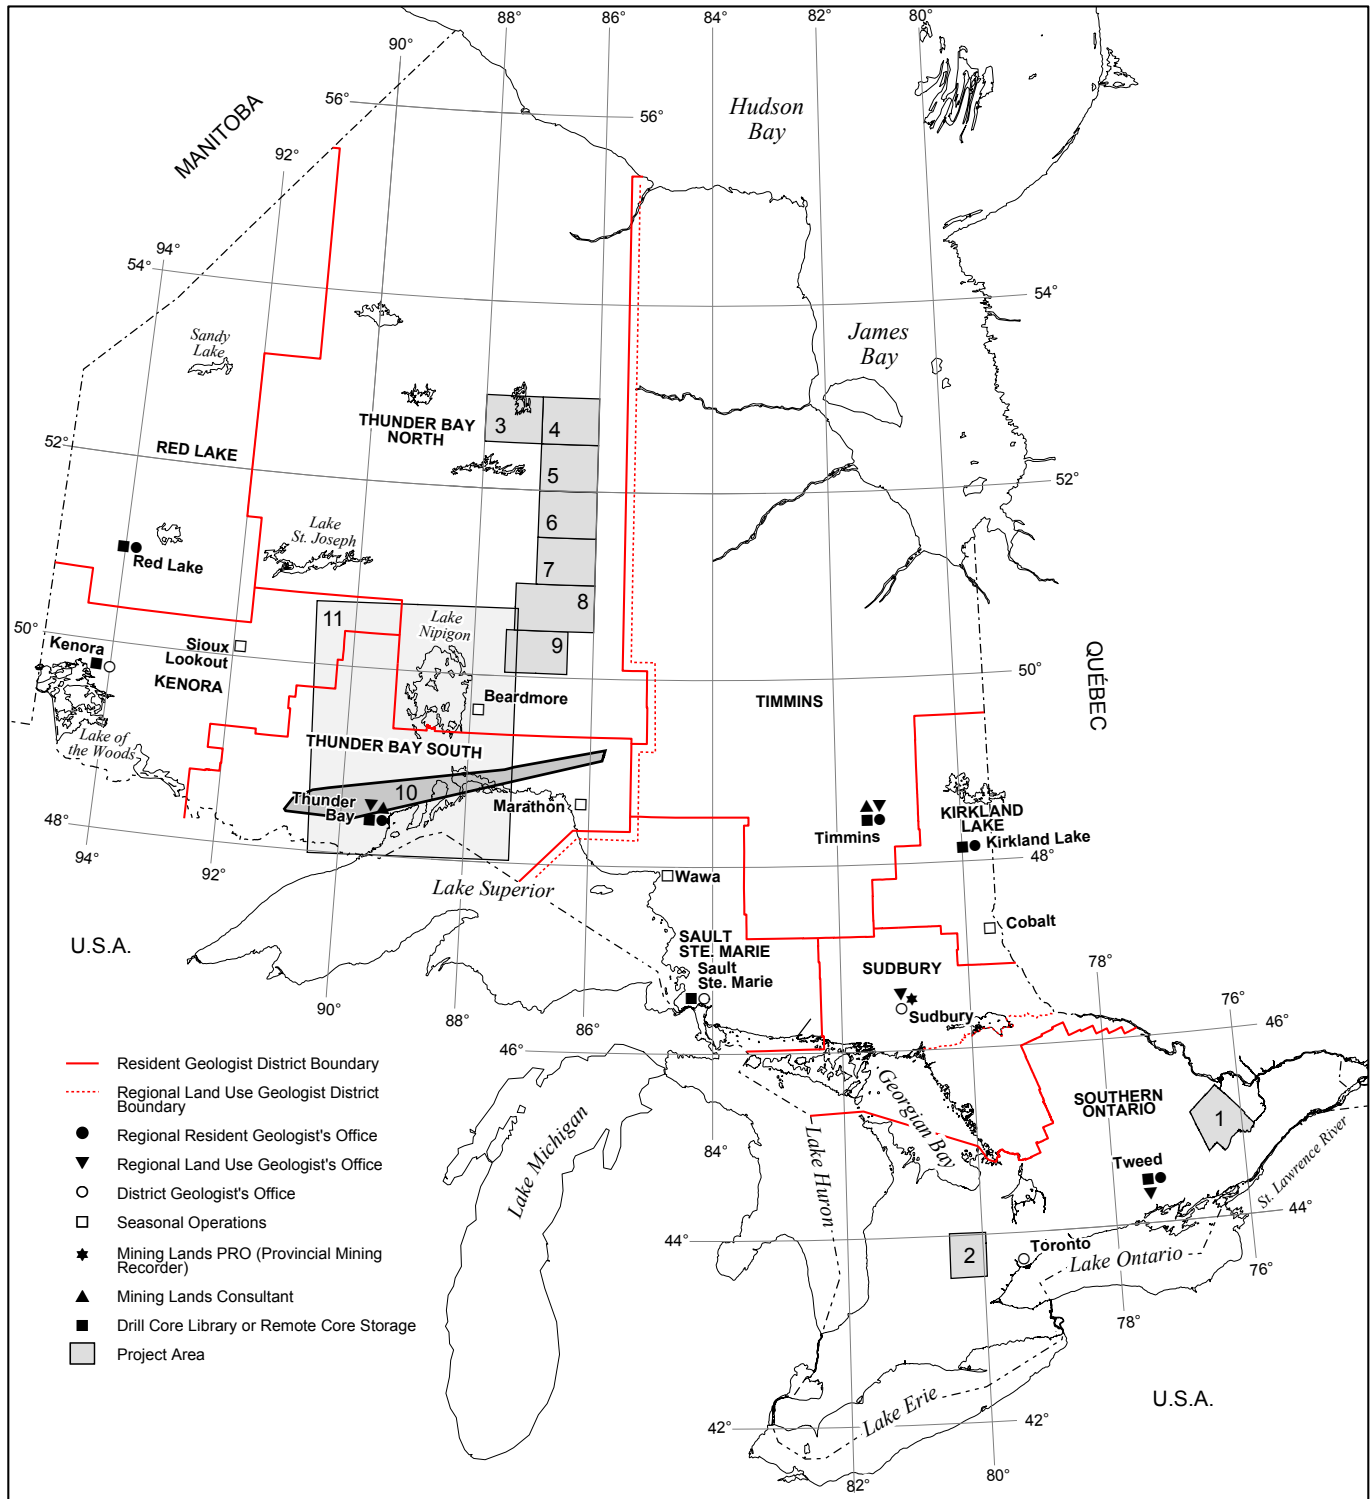 88°
86°
84°
82°
80°
90°
56°
56°
Hudson
Bay
MANITOBA
92°
94°
54°
54°
Sandy
Lake
James
Bay
THUNDER BAY
NORTH
3
4
52°
RED LAKE
5
52°
6
Lake
St. Joseph
Red Lake
7
8
11
Lake
Nipigon
50°
Kenora
Sioux
Lookout
9
50°
KENORA
Beardmore
TIMMINS
QUÉBEC
Lake of
the Woods
THUNDER BAY SOUTH
10
Thunder
Bay
Marathon
KIRKLAND
LAKE
48°
Timmins
Kirkland Lake
94°
48°
92°
Lake Superior
Wawa
Cobalt
U.S.A.
SAULT
STE. MARIE
Sault
Ste. Marie
SUDBURY
78°
90°
88°
86°
Sudbury
76°
46°
46°
Resident Geologist District Boundary
Regional Land Use Geologist District
Boundary
Regional Resident Geologist's Office
Regional Land Use Geologist's Office
District Geologist's Office
Seasonal Operations
Mining Lands PRO (Provincial Mining
Recorder)
Mining Lands Consultant
Drill Core Library or Remote Core Storage
Project Area
Lake Michigan
84°
Lake Huron
Georgian Bay
SOUTHERN
ONTARIO
1
Tweed
St. Lawrence River
44°
44°
2
Toronto
Lake Ontario
76°
78°
Lake Erie
42°
42°
U.S.A.
82°
80°